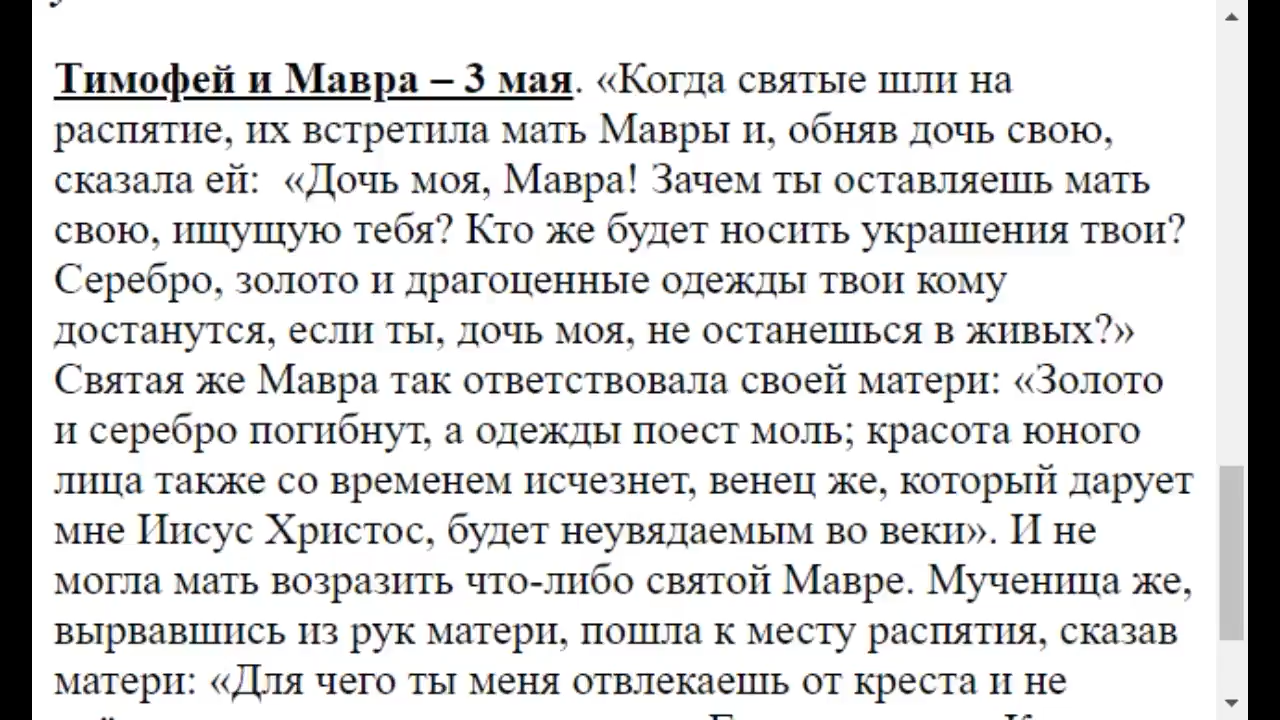 Тимофей и Мавра – 3 мая. «Когда святые шли на
распятие, их встретила мать Мавры и, обняв дочь свою,
сказала ей:  «Дочь моя, Мавра! Зачем ты оставляешь мать
свою, ищущую тебя? Кто же будет носить украшения твои?
Серебро, золото и драгоценные одежды твои кому
достанутся, если ты, дочь моя, не останешься в живых?»
Святая же Мавра так ответствовала своей матери: «Золото
и серебро погибнут, а одежды поест моль; красота юного
лица также со временем исчезнет, венец же, который дарует
мне Иисус Христос, будет неувядаемым во веки». И не
могла мать возразить что-либо святой Мавре. Мученица же,
вырвавшись из рук матери, пошла к месту распятия, сказав
матери: «Для чего ты меня отвлекаешь от креста и не